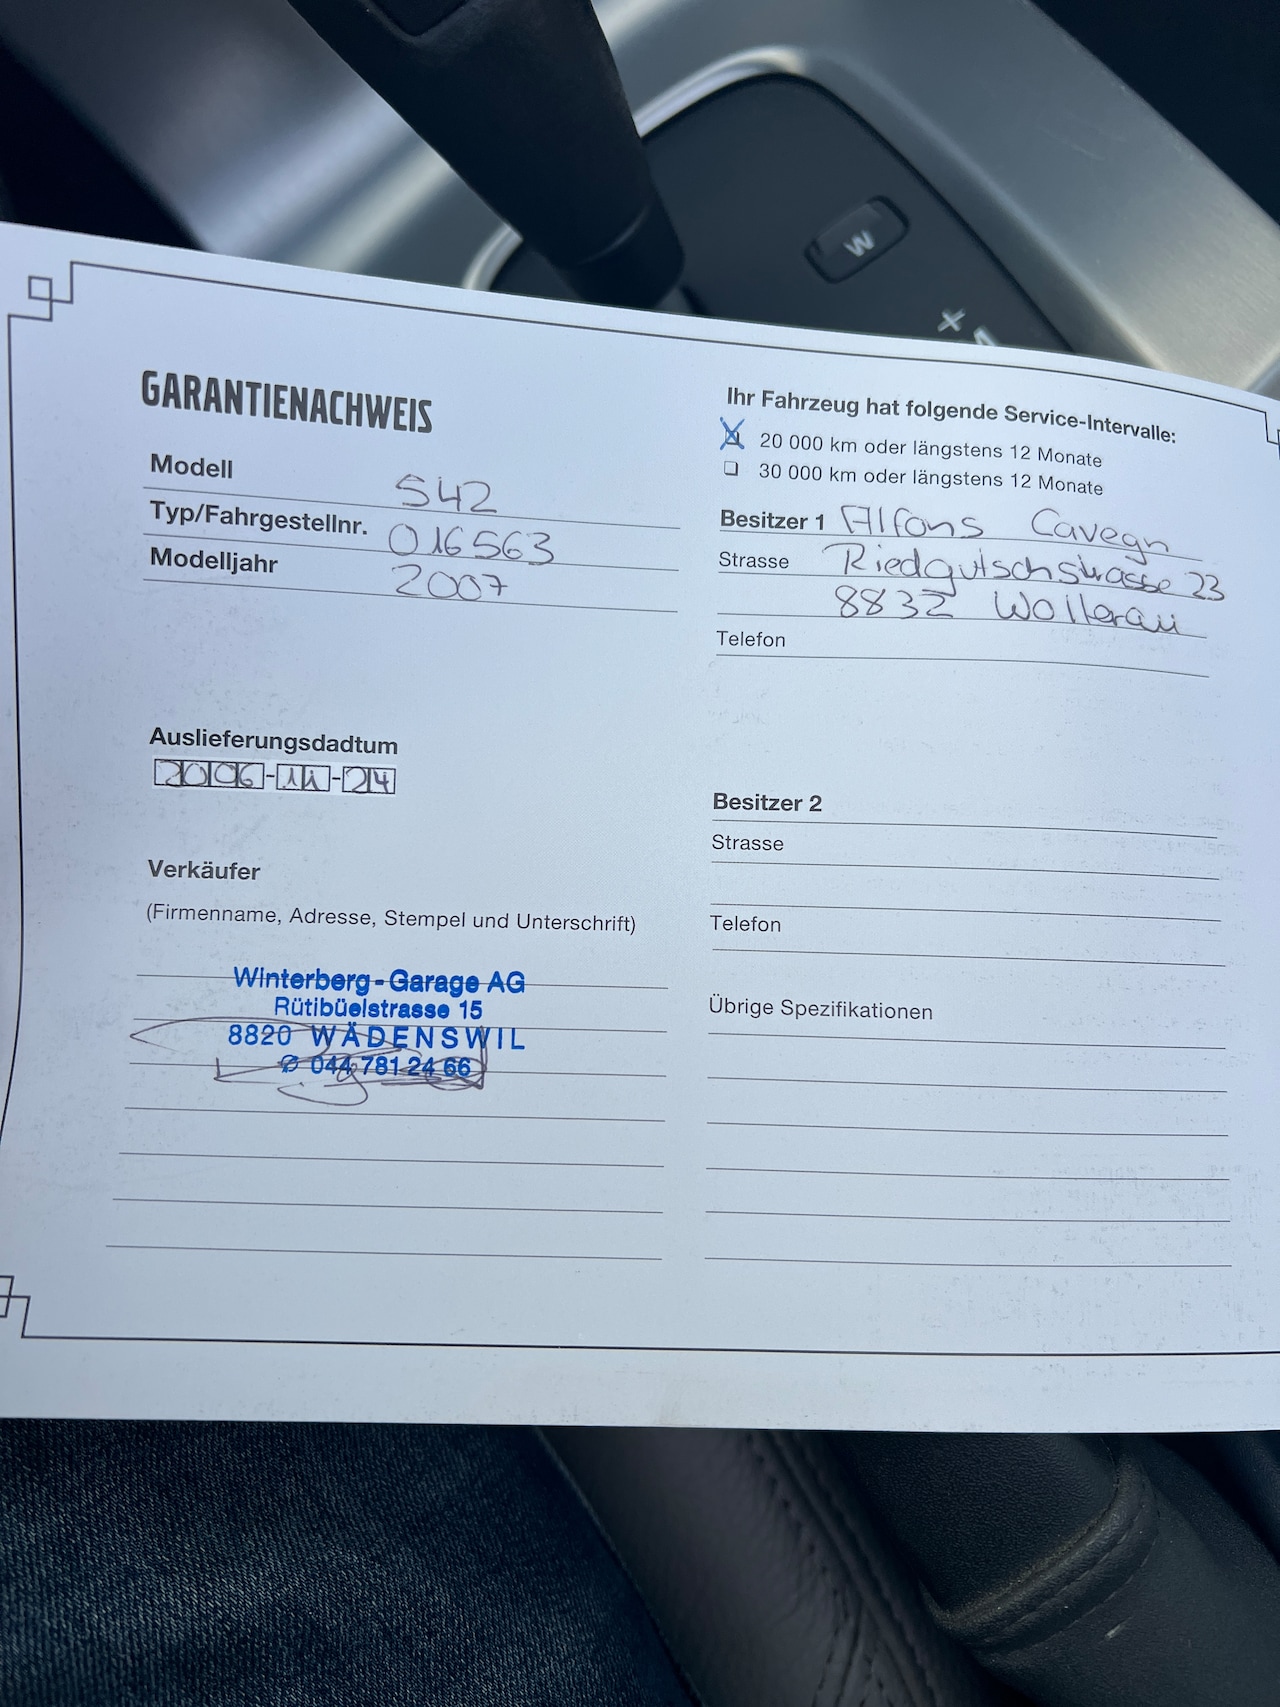 W
+
GARANTIENACHWEIS
Modell 542
Typ/Fahrgestellnr. 016563
Modelljahr 2007
Auslieferungsdadtum
2006-11-24
Verkäufer
(Firmenname, Adresse, Stempel und Unterschrift)
Winterberg-Garage AG
Rütibüelstrasse 15
8820 WÄDENSWIL
✆ 044 781 24 66
Ihr Fahrzeug hat folgende Service-Intervalle:
20 000 km oder längstens 12 Monate
30 000 km oder längstens 12 Monate
Besitzer 1 Alfons Cavegn
Strasse Riedgutschstrasse 23
8832 Wollerau
Telefon
Besitzer 2
Strasse
Telefon
Übrige Spezifikationen